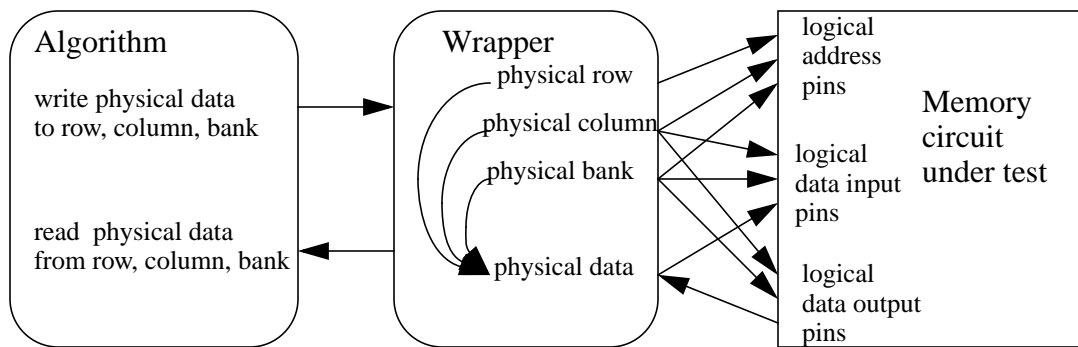 Algorithm
write physical data
to row, column, bank
read physical data
from row, column, bank
Wrapper
physical row
physical column
physical bank
physical data
logical
address
pins
logical
data input
pins
logical
data output
pins
Memory
circuit
under test